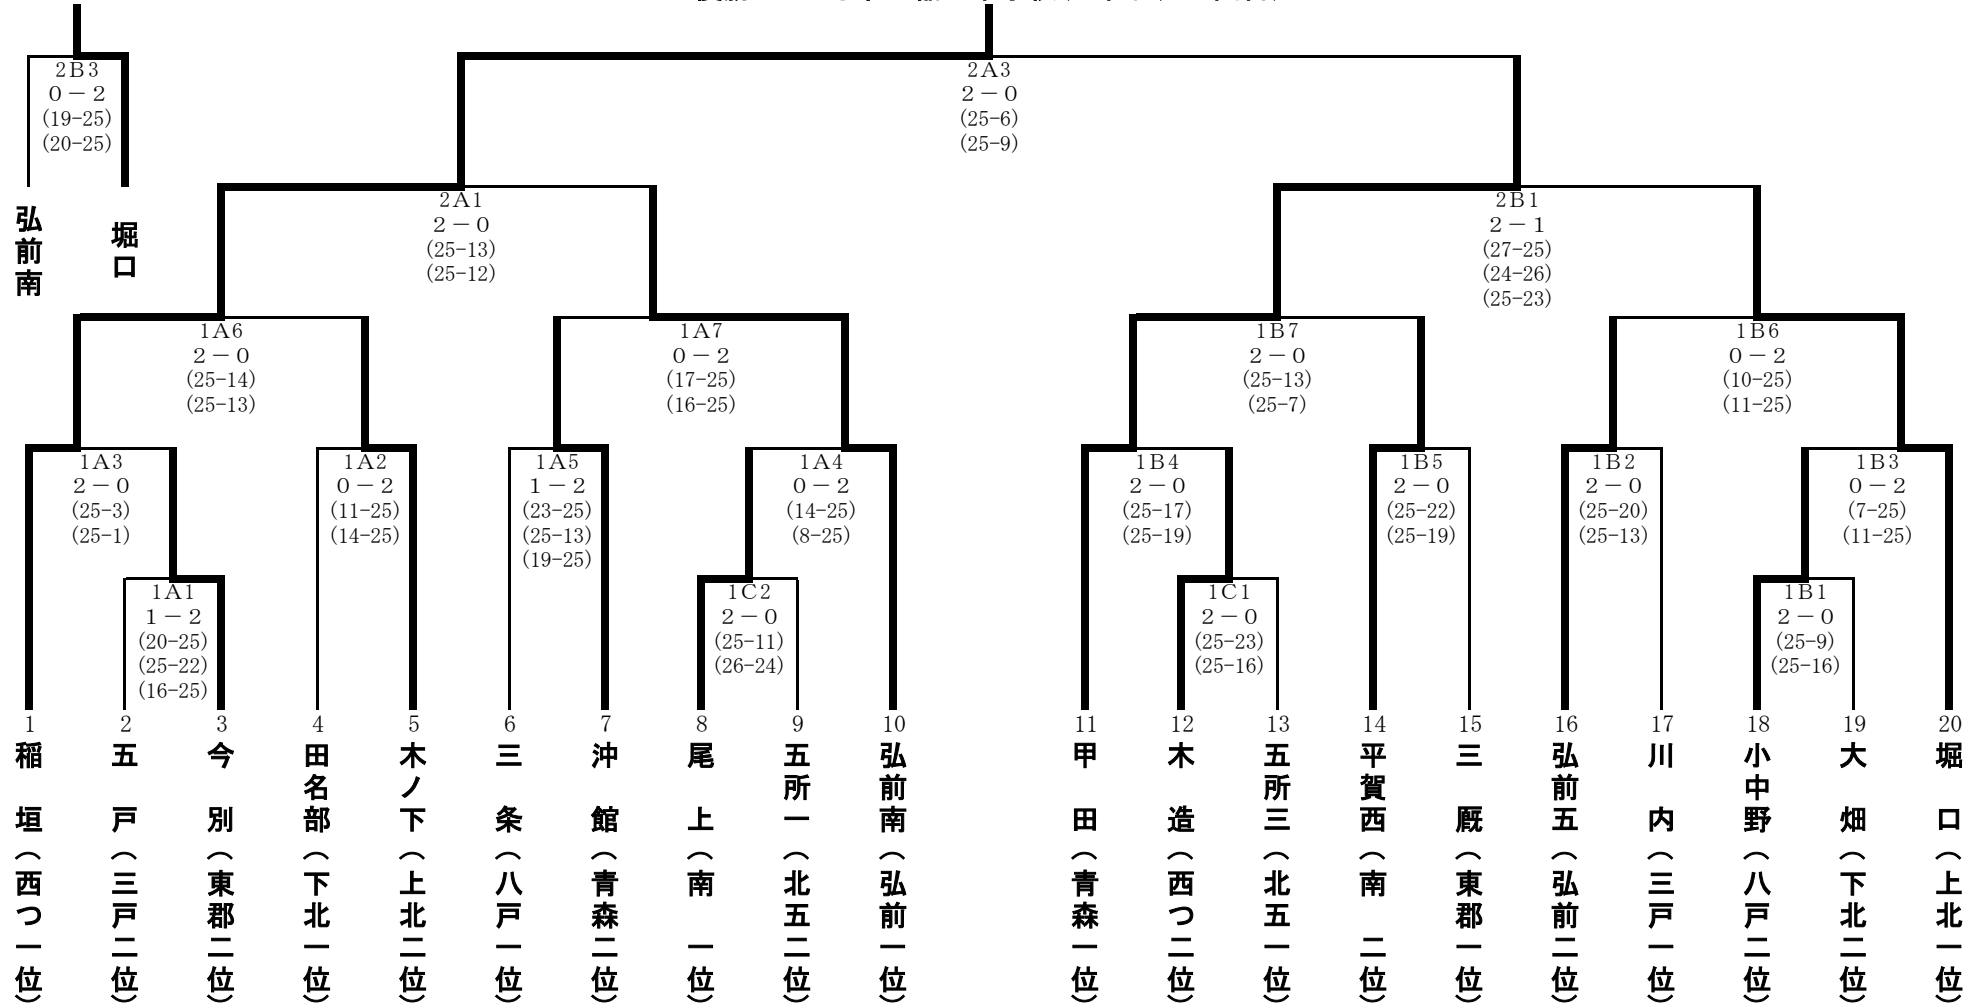 2B3
0－2
(19-25)
(20-25)
弘前南
堀口
2A3
2－0
(25-6)
(25-9)
2A1
2－0
(25-13)
(25-12)
2B1
2－1
(27-25)
(24-26)
(25-23)
1A6
2－0
(25-14)
(25-13)
1A7
0－2
(17-25)
(16-25)
1B7
2－0
(25-13)
(25-7)
1B6
0－2
(10-25)
(11-25)
1A3
2－0
(25-3)
(25-1)
1A2
0－2
(11-25)
(14-25)
1A5
1－2
(23-25)
(25-13)
(19-25)
1A4
0－2
(14-25)
(8-25)
1B4
2－0
(25-17)
(25-19)
1B5
2－0
(25-22)
(25-19)
1B2
2－0
(25-20)
(25-13)
1B3
0－2
(7-25)
(11-25)
1A1
1－2
(20-25)
(25-22)
(16-25)
1C2
2－0
(25-11)
(26-24)
1C1
2－0
(25-23)
(25-16)
1B1
2－0
(25-9)
(25-16)
1
稲　垣（西つ一位）
2
五　戸（三戸二位）
3
今　別（東郡二位）
4
田名部（下北一位）
5
木ノ下（上北二位）
6
三　条（八戸一位）
7
沖　館（青森二位）
8
尾　上（南　一位）
9
五所一（北五二位）
10
弘前南（弘前一位）
11
甲　田（青森一位）
12
木　造（西つ二位）
13
五所三（北五一位）
14
平賀西（南　二位）
15
三　厩（東郡一位）
16
弘前五（弘前二位）
17
川　内（三戸一位）
18
小中野（八戸二位）
19
大　畑（下北二位）
20
堀　口（上北一位）